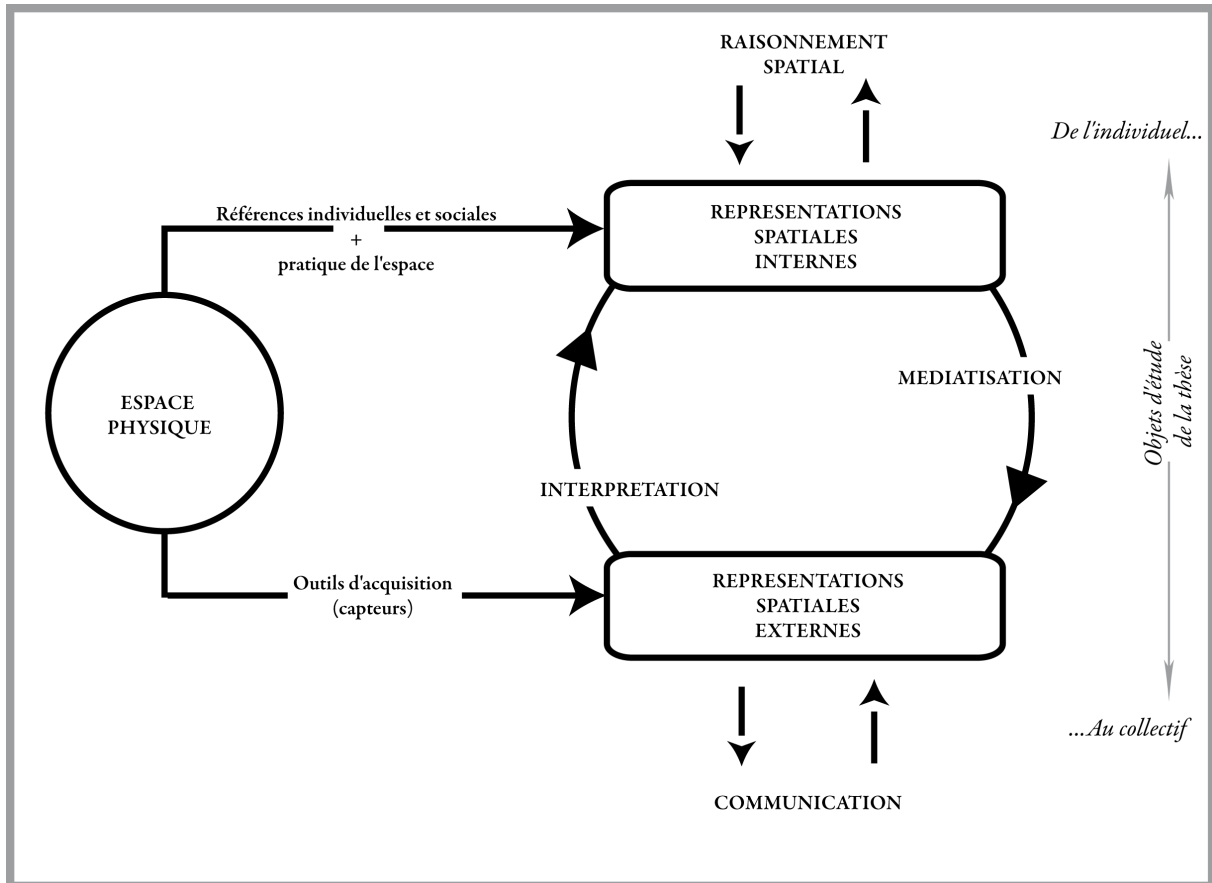 RAISONNEMENT
SPATIAL
De l'individuel...
Références individuelles et sociales
+
pratique de l'espace
REPRESENTATIONS
SPATIALES
INTERNES
ESPACE
PHYSIQUE
MEDIATISATION
Objets d'étude
de la thèse
INTERPRETATION
Outils d'acquisition
(capteurs)
REPRESENTATIONS
SPATIALES
EXTERNES
...Au collectif
COMMUNICATION